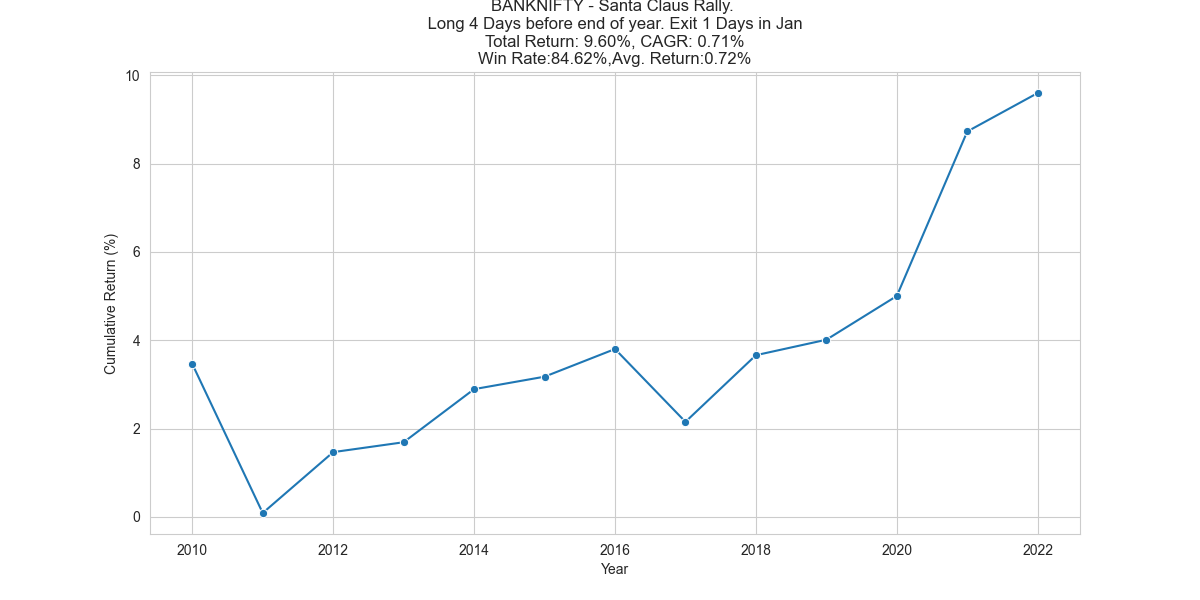 BANKNIFTY - Santa Claus Rally.
Long 4 Days before end of year. Exit 1 Days in Jan
Total Return: 9.60%, CAGR: 0.71%
Win Rate:84.62%,Avg. Return:0.72%
10
8
6
4
2
0
Cumulative Return (%)
2010 2012 2014 2016 2018 2020 2022
Year